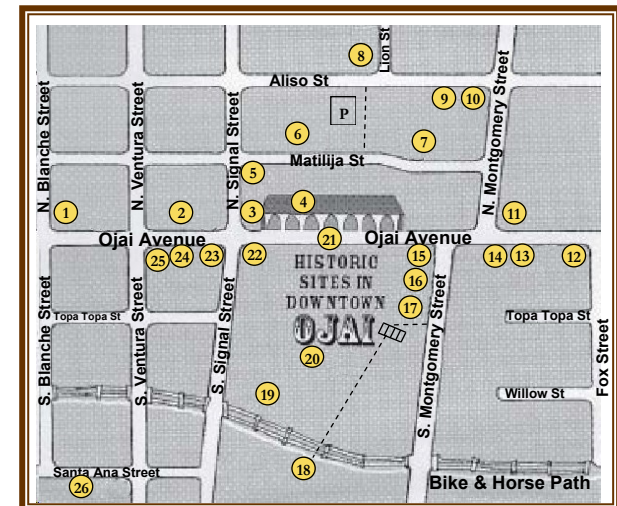 8
Lion St
Aliso St
9
10
P
N. Blanche Street
N. Ventura Street
N. Signal Street
N. Montgomery Street
6
7
Matilija St
5
1
2
3
4
11
Ojai Avenue
21
Ojai Avenue
25
24
23
22
15
14
13
12
HISTORIC
SITES IN
DOWNTOWN
OJAI
16
17
Topa Topa St
Topa Topa St
S. Blanche Street
S. Ventura Street
S. Signal Street
S. Montgomery Street
Fox Street
20
19
Willow St
18
Santa Ana Street
26
Bike & Horse Path